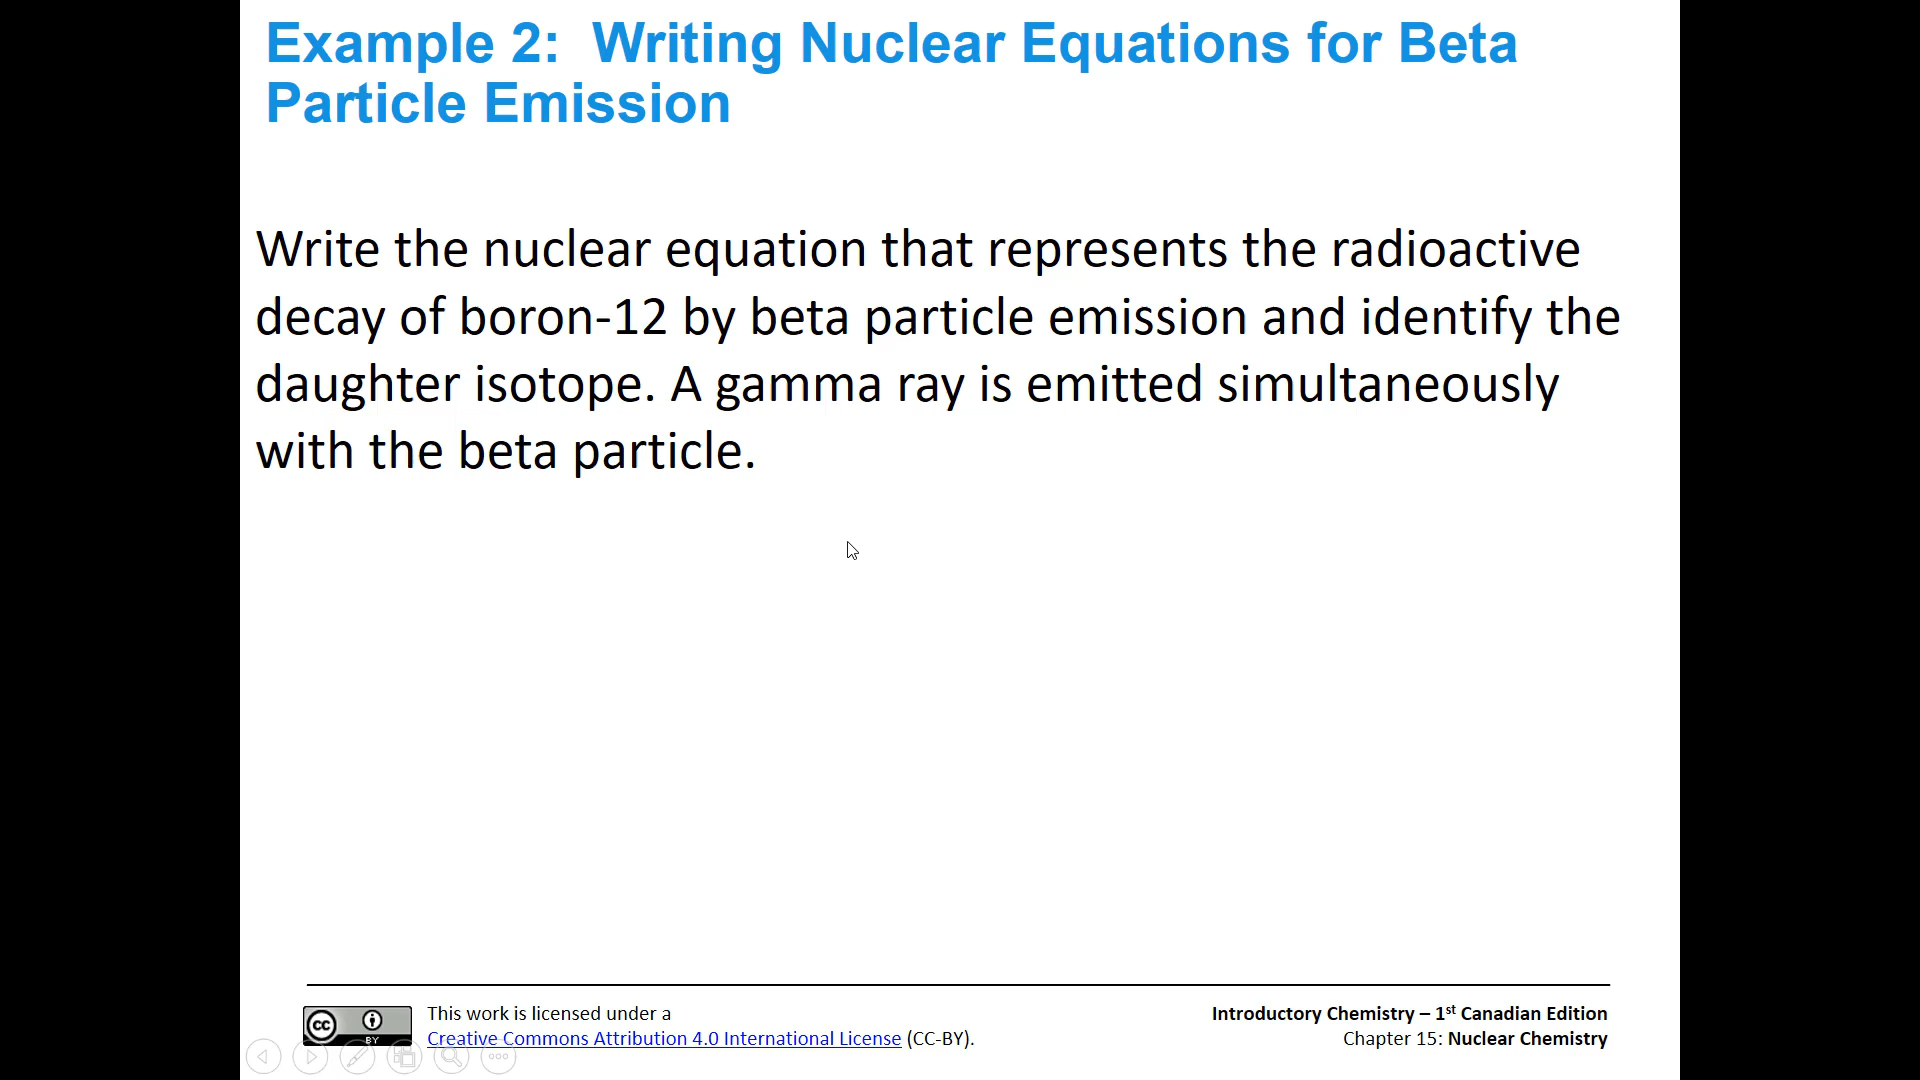 Example 2:  Writing Nuclear Equations for Beta
Particle Emission
Write the nuclear equation that represents the radioactive
decay of boron-12 by beta particle emission and identify the
daughter isotope. A gamma ray is emitted simultaneously
with the beta particle.
cc BY
This work is licensed under a
Creative Commons Attribution 4.0 International License (CC-BY).
Introductory Chemistry – 1st Canadian Edition
Chapter 15: Nuclear Chemistry